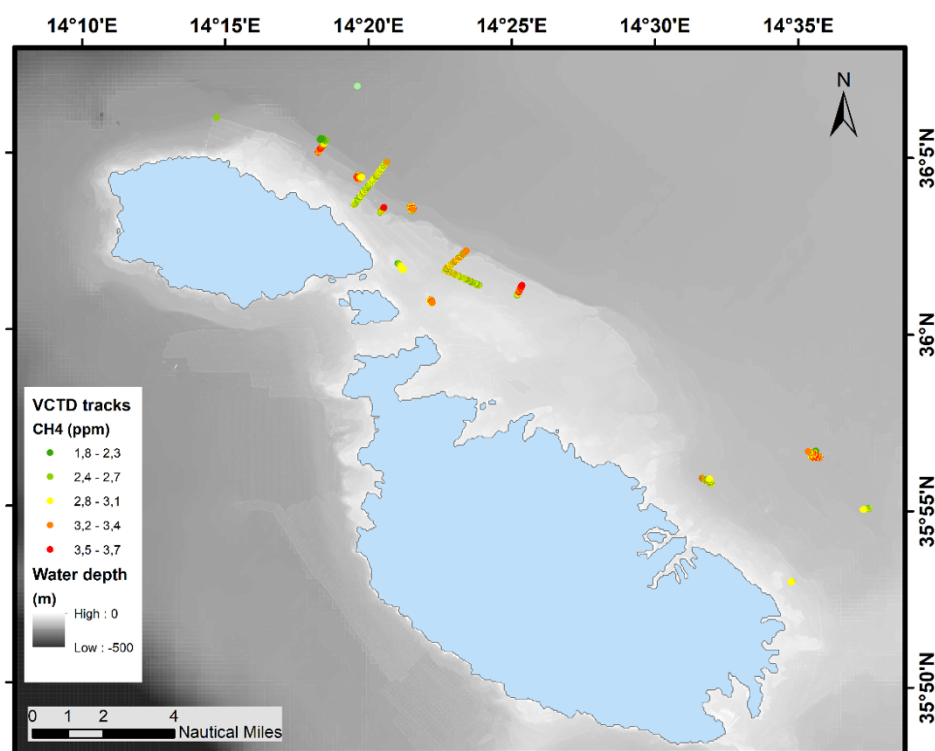 14°10'E 14°15'E 14°20'E 14°25'E 14°30'E 14°35'E
N
36°5'N
36°N
35°55'N
35°50'N
VCTD tracks
CH4 (ppm)
1,8 - 2,3
2,4 - 2,7
2,8 - 3,1
3,2 - 3,4
3,5 - 3,7
Water depth
(m)
High : 0
Low : -500
0 1 2 4
Nautical Miles